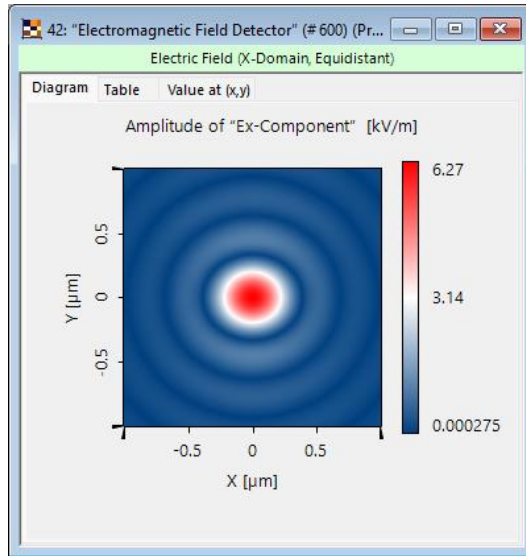 42: "Electromagnetic Field Detector" (# 600) (Pr...
Electric Field (X-Domain, Equidistant)
Diagram Table Value at (x,y)
Amplitude of "Ex-Component" [kV/m]
6.27
0.5
Y [µm]
0
3.14
-0.5
0.000275
-0.5 0 0.5
X [µm]